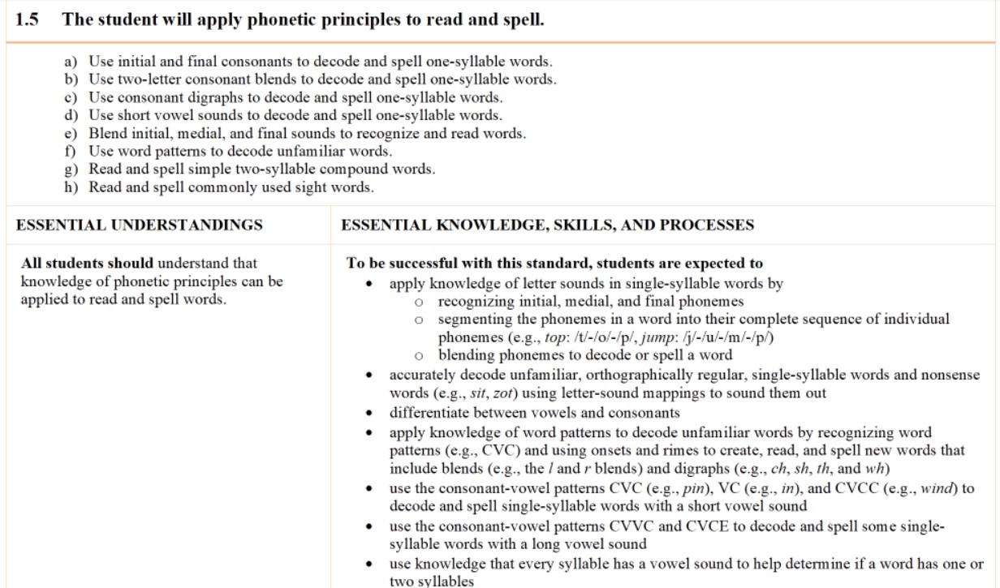 1.5 The student will apply phonetic principles to read and spell.
a) Use initial and final consonants to decode and spell one-syllable words.
b) Use two-letter consonant blends to decode and spell one-syllable words.
c) Use consonant digraphs to decode and spell one-syllable words.
d) Use short vowel sounds to decode and spell one-syllable words.
e) Blend initial, medial, and final sounds to recognize and read words.
f) Use word patterns to decode unfamiliar words.
g) Read and spell simple two-syllable compound words.
h) Read and spell commonly used sight words.
ESSENTIAL UNDERSTANDINGS
All students should understand that
knowledge of phonetic principles can be
applied to read and spell words.
ESSENTIAL KNOWLEDGE, SKILLS, AND PROCESSES
To be successful with this standard, students are expected to
• apply knowledge of letter sounds in single-syllable words by
o recognizing initial, medial, and final phonemes
o segmenting the phonemes in a word into their complete sequence of individual
phonemes (e.g., top: /t/-/o/-/p/, jump: /j/-/u/-/m/-/p/)
o blending phonemes to decode or spell a word
• accurately decode unfamiliar, orthographically regular, single-syllable words and nonsense
words (e.g., sit, zot) using letter-sound mappings to sound them out
• differentiate between vowels and consonants
• apply knowledge of word patterns to decode unfamiliar words by recognizing word
patterns (e.g., CVC) and using onsets and rimes to create, read, and spell new words that
include blends (e.g., the l and r blends) and digraphs (e.g., ch, sh, th, and wh)
• use the consonant-vowel patterns CVC (e.g., pin), VC (e.g., in), and CVCC (e.g., wind) to
decode and spell single-syllable words with a short vowel sound
• use the consonant-vowel patterns CVVC and CVCE to decode and spell some single-
syllable words with a long vowel sound
• use knowledge that every syllable has a vowel sound to help determine if a word has one or
two syllables